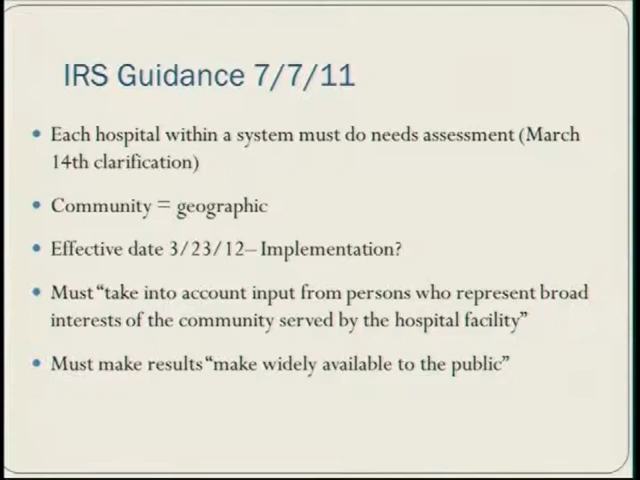 IRS Guidance 7/7/11
• Each hospital within a system must do needs assessment (March
14th clarification)
• Community = geographic
• Effective date 3/23/12– Implementation?
• Must “take into account input from persons who represent broad
interests of the community served by the hospital facility”
• Must make results “make widely available to the public”